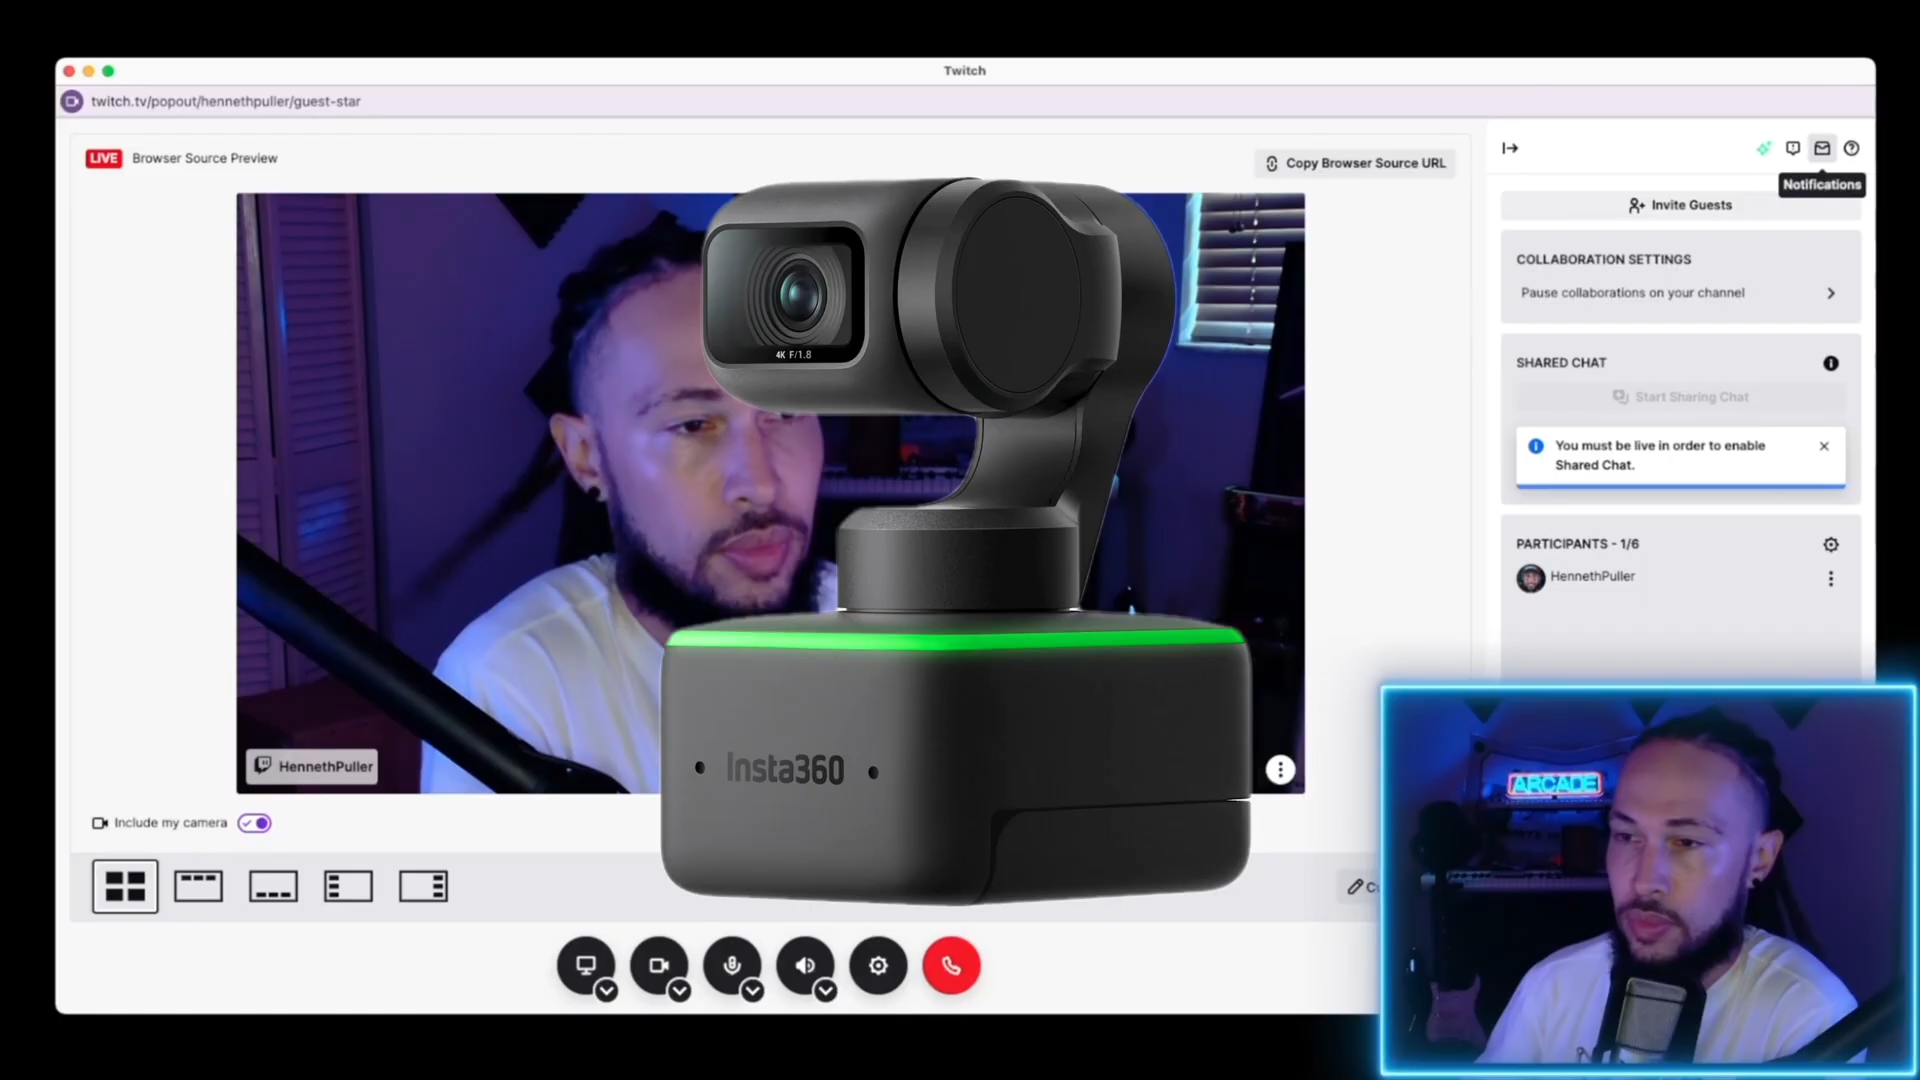 Twitch
twitch.tv/popout/hennethpuller/guest-star
LIVE Browser Source Preview
Copy Browser Source URL
Notifications
Invite Guests
COLLABORATION SETTINGS
Pause collaborations on your channel
SHARED CHAT
Start Sharing Chat
You must be live in order to enable
Shared Chat.
PARTICIPANTS - 1/6
HennethPuller
4K F/1.8
Insta360
HennethPuller
Include my camera
ARCADE